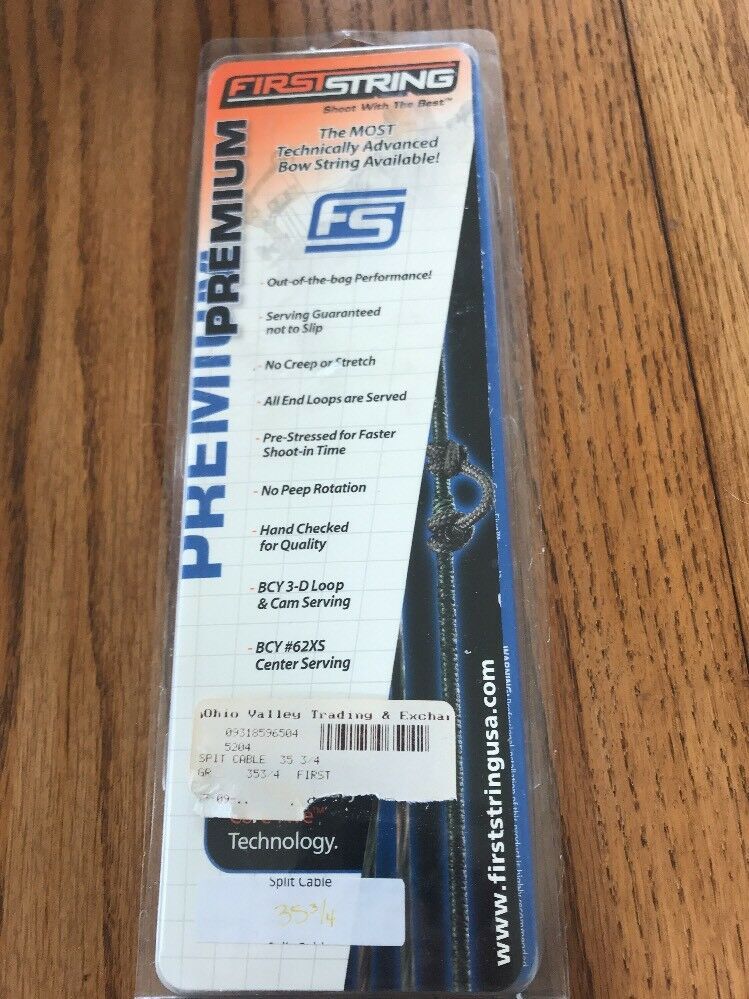 FIRSTSTRING
Shoot With The Best™
The MOST
Technically Advanced
Bow String Available!
PREMIUM
PREMIUM
FS
- Out-of-the-bag Performance!
- Serving Guaranteed
not to Slip
- No Creep or Stretch
- All End Loops are Served
- Pre-Stressed for Faster
Shoot-in Time
- No Peep Rotation
- Hand Checked
for Quality
- BCY 3-D Loop
& Cam Serving
- BCY #62XS
Center Serving
Ohio Valley Trading & Exchan
09318596504
5204
SPIT CABLE 35 3/4
GR 353/4 FIRST
Technology.
Split Cable
35 3/4
www.firststringusa.com